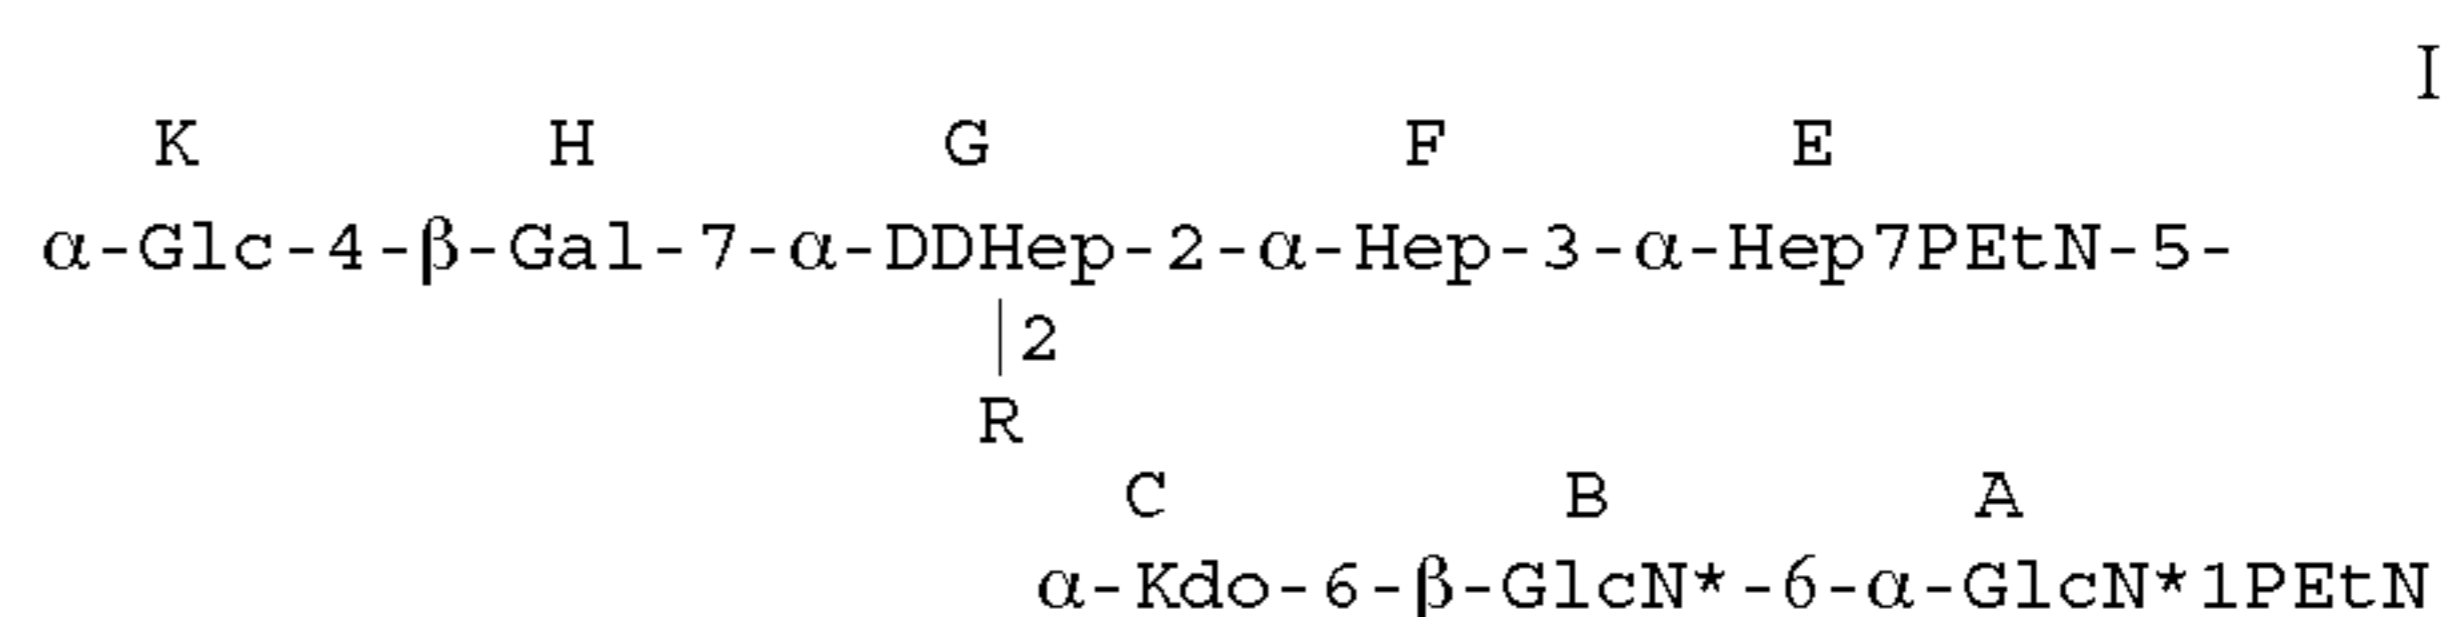 I
K H G F E
α-Glc-4-β-Gal-7-α-DDHep-2-α-Hep-3-α-Hep7PEtN-5-
|2
R
C B A
α-Kdo-6-β-GlcN*-6-α-GlcN*1PEtN